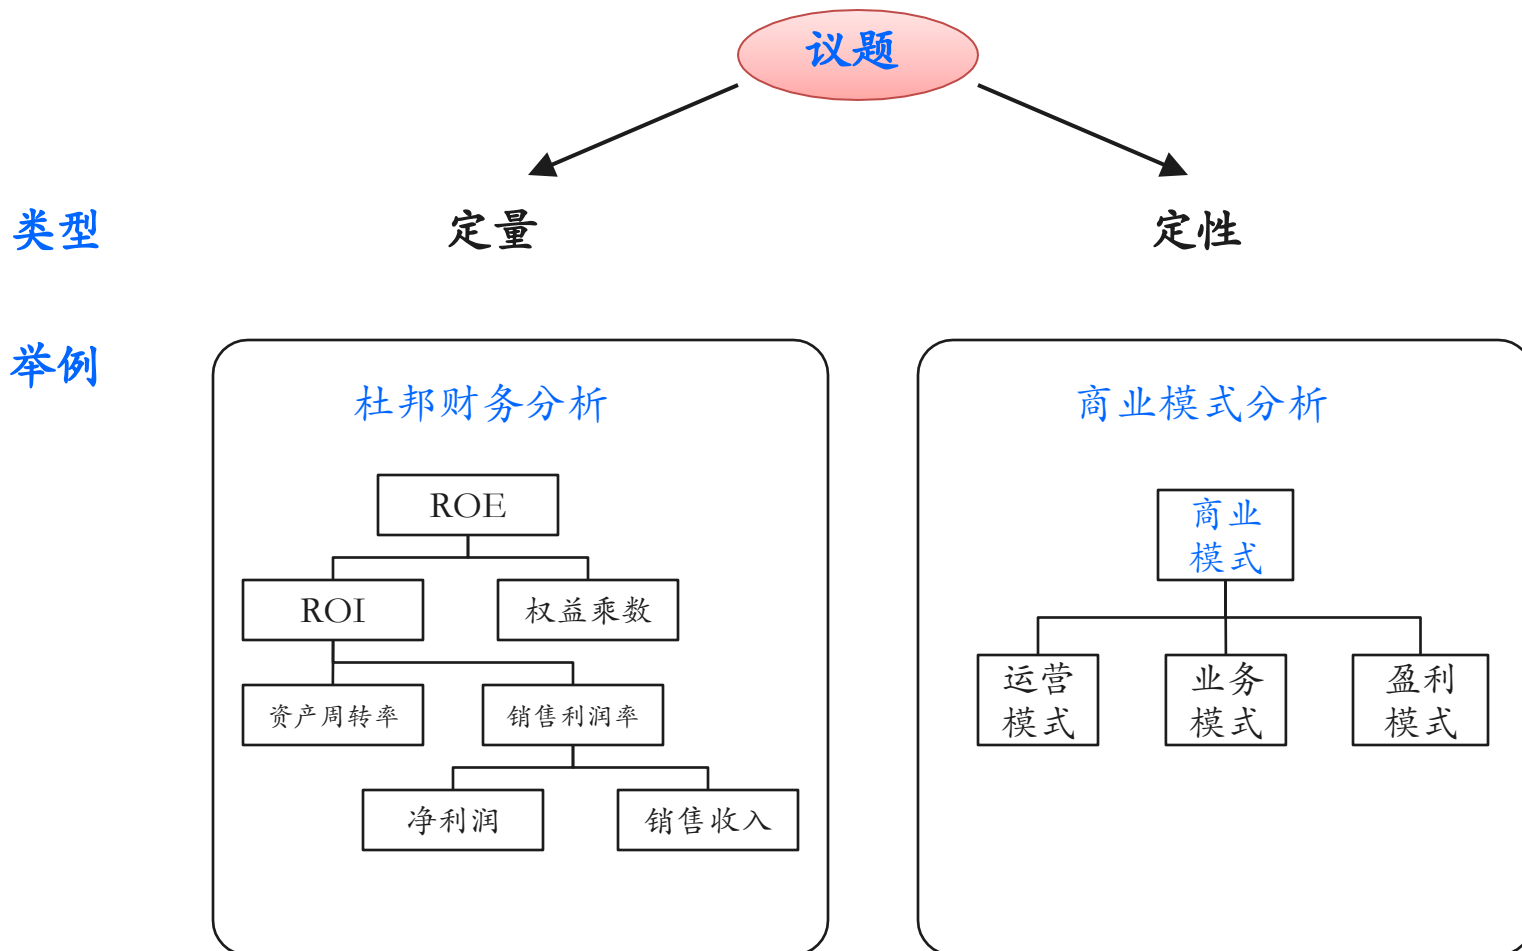 议题
类型
定量
定性
举例
杜邦财务分析
ROE
ROI
权益乘数
资产周转率
销售利润率
净利润
销售收入
商业模式分析
商业
模式
运营
模式
业务
模式
盈利
模式